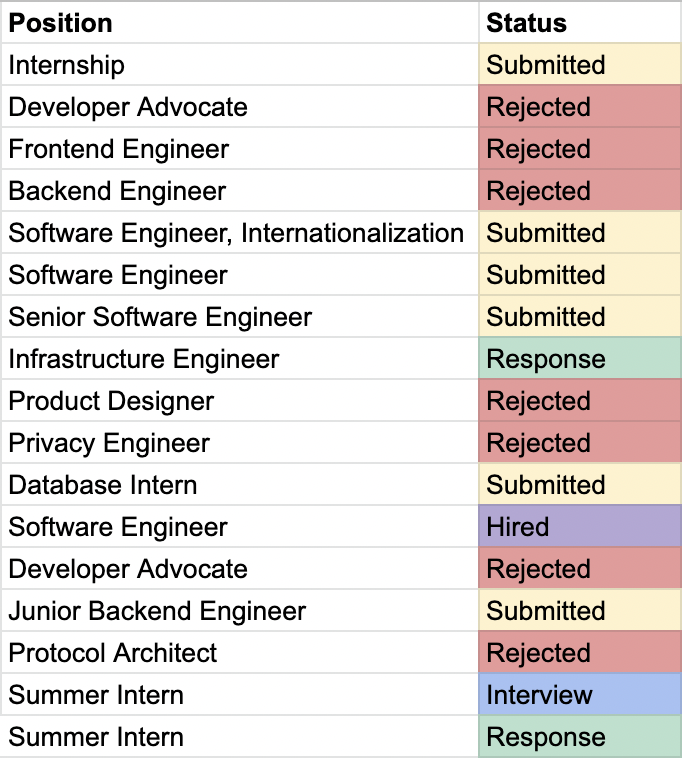 Position Status
Internship Submitted
Developer Advocate Rejected
Frontend Engineer Rejected
Backend Engineer Rejected
Software Engineer, Internationalization Submitted
Software Engineer Submitted
Senior Software Engineer Submitted
Infrastructure Engineer Response
Product Designer Rejected
Privacy Engineer Rejected
Database Intern Submitted
Software Engineer Hired
Developer Advocate Rejected
Junior Backend Engineer Submitted
Protocol Architect Rejected
Summer Intern Interview
Summer Intern Response